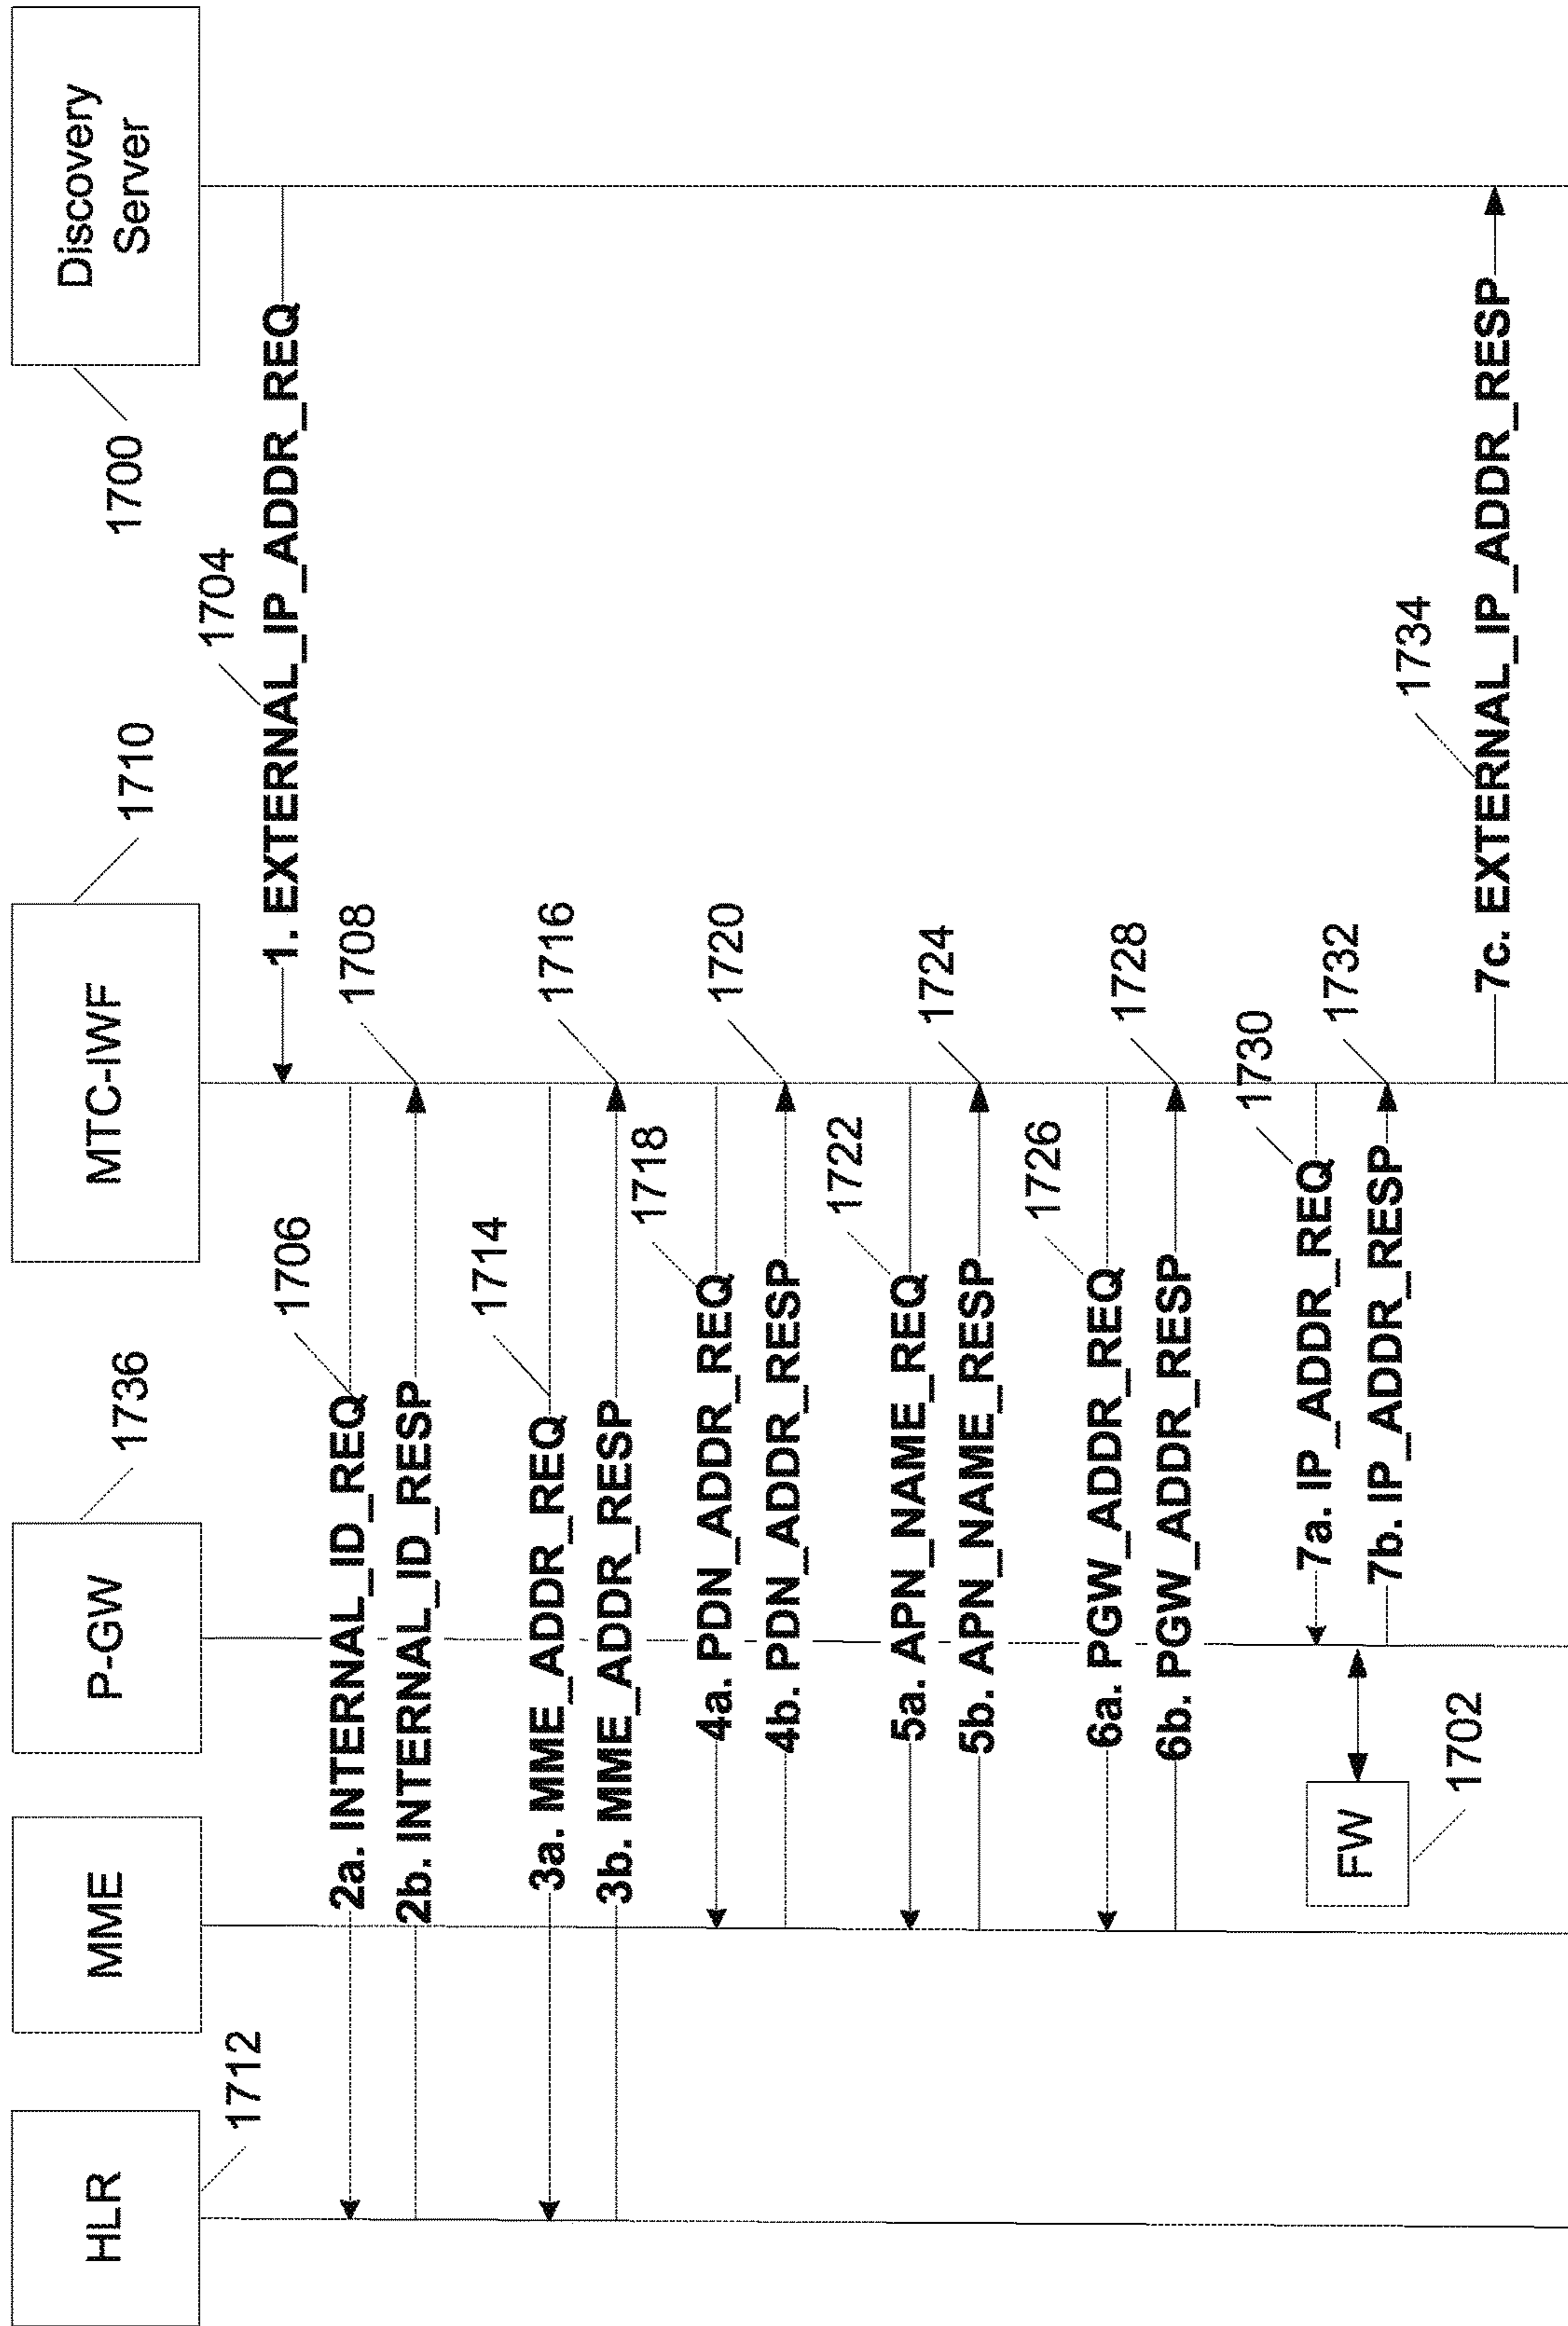 HLR
MME
P-GW
MTC-IWF
Discovery
Server
1712
1736
1710
1700
1704
1. EXTERNAL_IP_ADDR_REQ
1706
2a. INTERNAL_ID_REQ
1708
2b. INTERNAL_ID_RESP
1714
3a. MME_ADDR_REQ
1716
3b. MME_ADDR_RESP
1718
4a. PDN_ADDR_REQ
1720
4b. PDN_ADDR_RESP
1722
5a. APN_NAME_REQ
1724
5b. APN_NAME_RESP
1726
6a. PGW_ADDR_REQ
1728
6b. PGW_ADDR_RESP
1730
7a. IP_ADDR_REQ
1732
7b. IP_ADDR_RESP
FW
1702
1734
7c. EXTERNAL_IP_ADDR_RESP